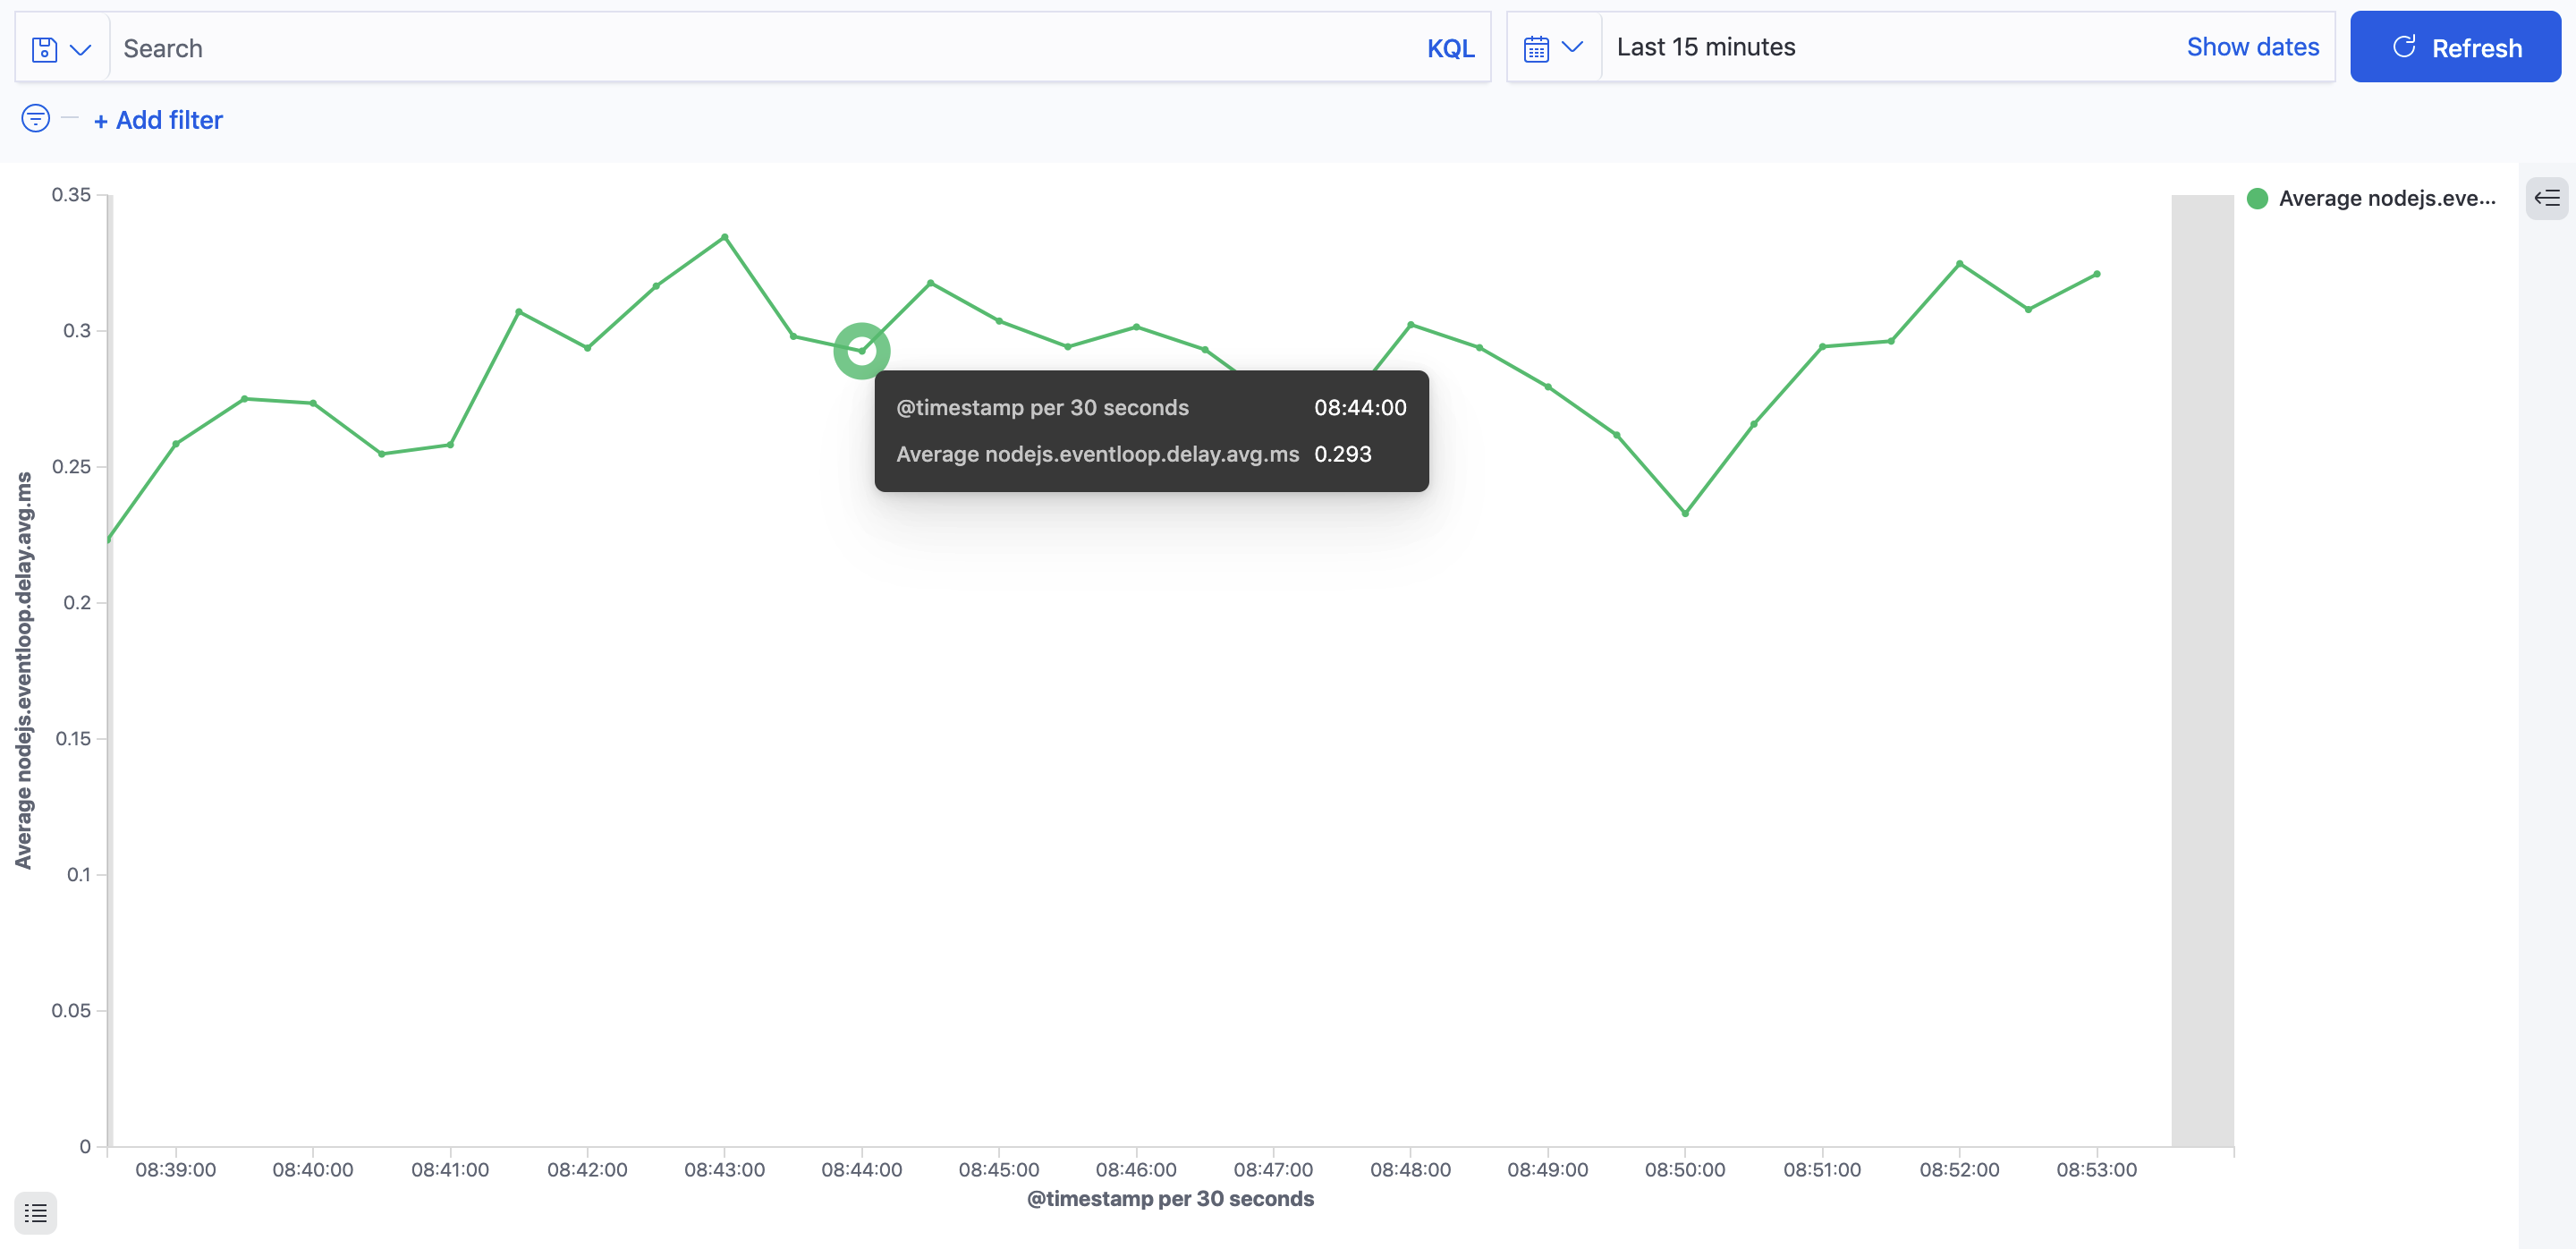 Search KQL Last 15 minutes Show dates Refresh
+ Add filter
Average nodejs.eve...
0.35
0.3
0.25
0.2
0.15
0.1
0.05
0
Average nodejs.eventloop.delay.avg.ms
@timestamp per 30 seconds 08:44:00
Average nodejs.eventloop.delay.avg.ms 0.293
08:39:00 08:40:00 08:41:00 08:42:00 08:43:00 08:44:00 08:45:00 08:46:00 08:47:00 08:48:00 08:49:00 08:50:00 08:51:00 08:52:00 08:53:00
@timestamp per 30 seconds